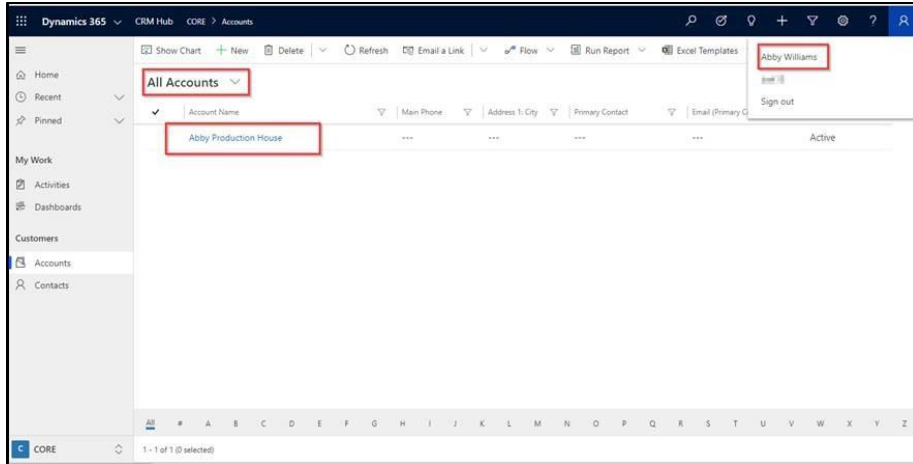 Dynamics 365 CRM Hub CORE > Accounts
Show Chart New Delete Refresh Email a Link Flow Run Report Excel Templates
Abby Williams
Sign out
Home
Recent
Pinned
My Work
Activities
Dashboards
Customers
Accounts
Contacts
All Accounts
Account Name Main Phone Address 1: City Primary Contact Email (Primary C
Abby Production House --- --- --- --- Active
All # A B C D E F G H I J K L M N O P Q R S T U V W X Y Z
C CORE
1 - 1 of 1 (0 selected)